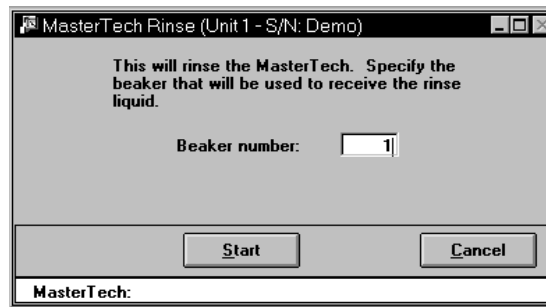 MasterTech Rinse (Unit 1 - S/N: Demo)
This will rinse the MasterTech. Specify the
beaker that will be used to receive the rinse
liquid.
Beaker number: 1
Start Cancel
MasterTech: